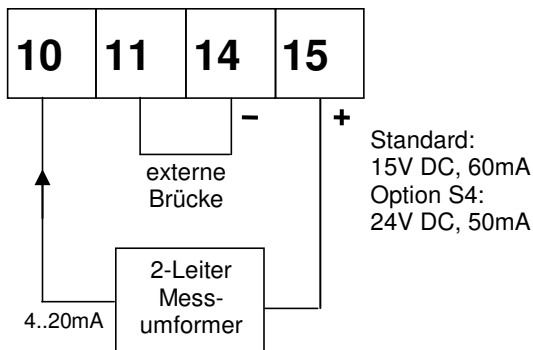 10 11 14 15
– +
externe
Brücke
Standard:
15V DC, 60mA
Option S4:
24V DC, 50mA
2-Leiter
Mess-
umformer
4..20mA